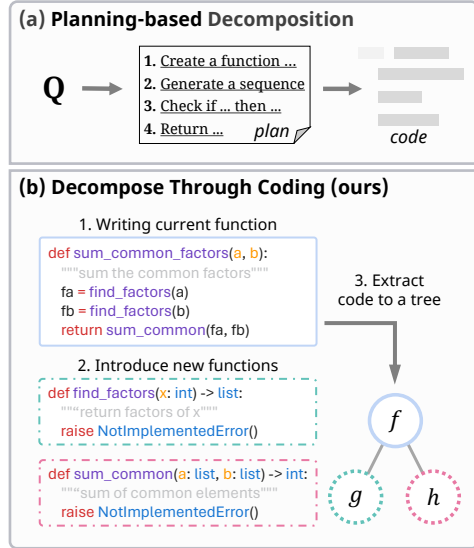 (a) Planning-based Decomposition
Q
1. Create a function ...
2. Generate a sequence
3. Check if ... then ...
4. Return ...
plan
code
(b) Decompose Through Coding (ours)
1. Writing current function
def sum_common_factors(a, b):
"""sum the common factors"""
fa = find_factors(a)
fb = find_factors(b)
return sum_common(fa, fb)
3. Extract
code to a tree
2. Introduce new functions
def find_factors(x: int) -> list:
"""return factors of x"""
raise NotImplementedError()
def sum_common(a: list, b: list) -> int:
"""sum of common elements"""
raise NotImplementedError()
f
g
h